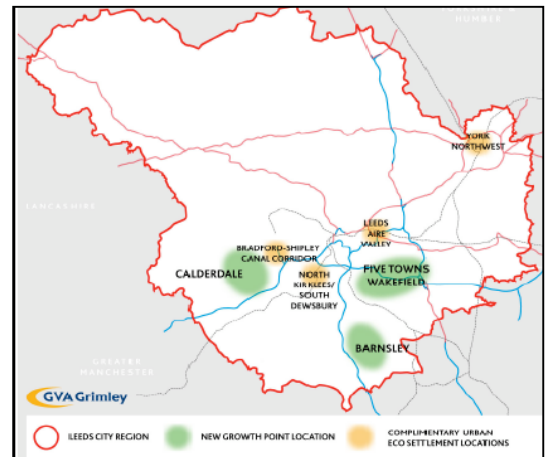 HUMBER
YORK
NORTHWEST
LANCASHIRE
LEEDS
AIRE
VALLEY
BRADFORD-SHIPLEY
CANAL CORRIDOR
CALDERDALE
NORTH
KIRKLEES/
SOUTH
DEWSBURY
FIVE TOWNS
WAKEFIELD
BARNSLEY
GREATER
MANCHESTER
GVA Grimley
LEEDS CITY REGION
NEW GROWTH POINT LOCATION
COMPLIMENTARY URBAN
ECO SETTLEMENT LOCATIONS